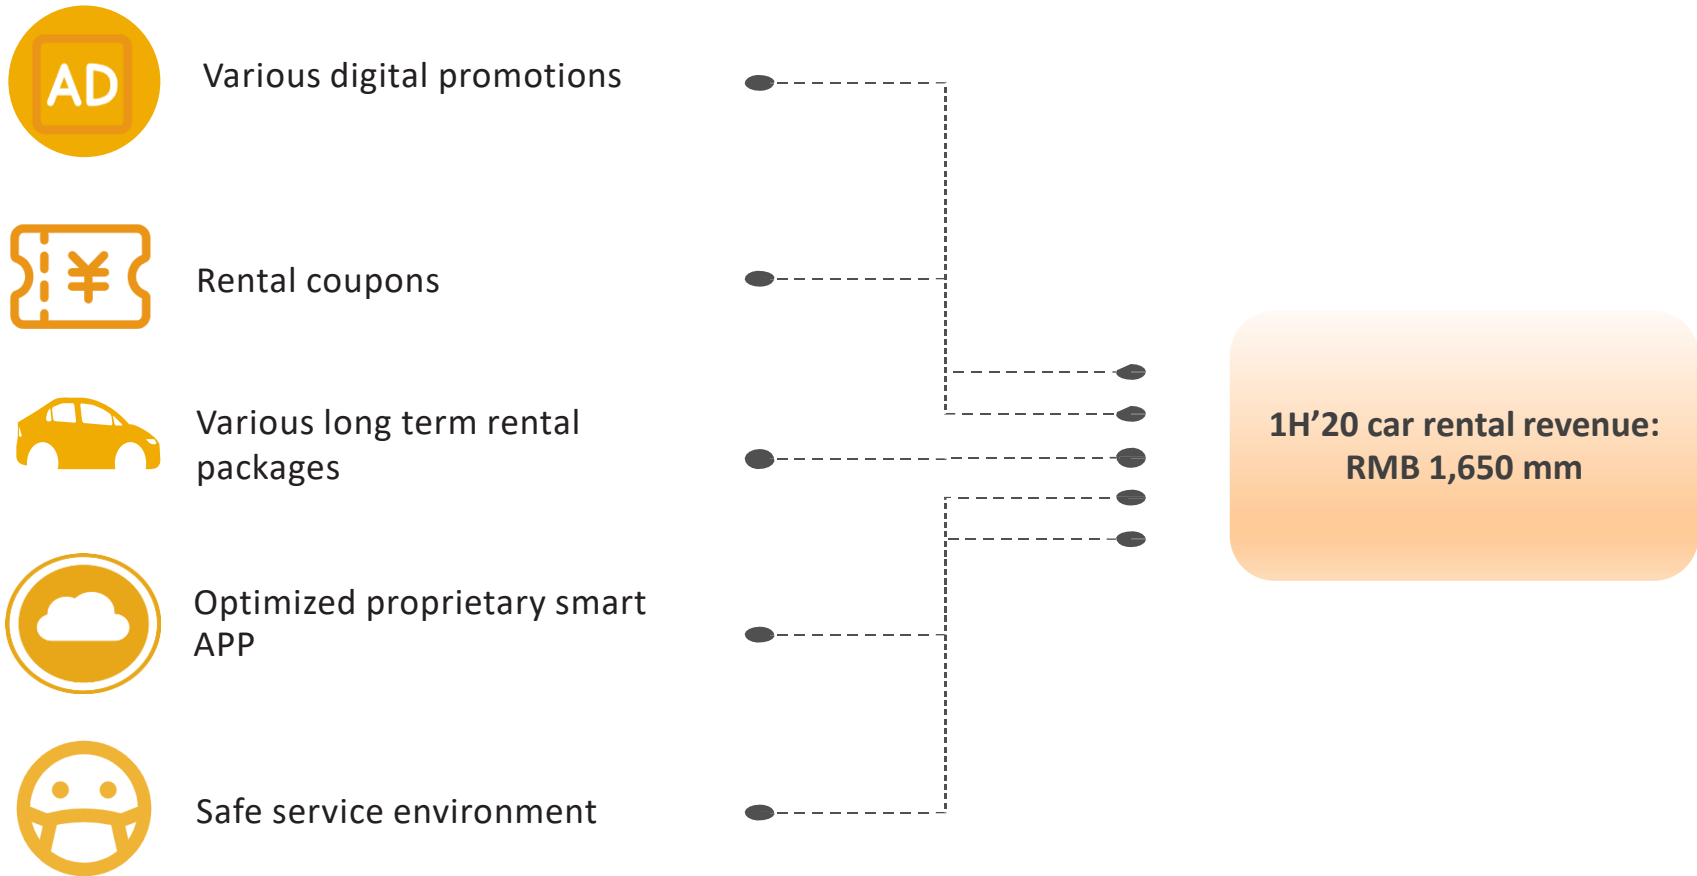 AD
Various digital promotions
¥
Rental coupons
Various long term rental
packages
Optimized proprietary smart
APP
Safe service environment
1H’20 car rental revenue:
RMB 1,650 mm